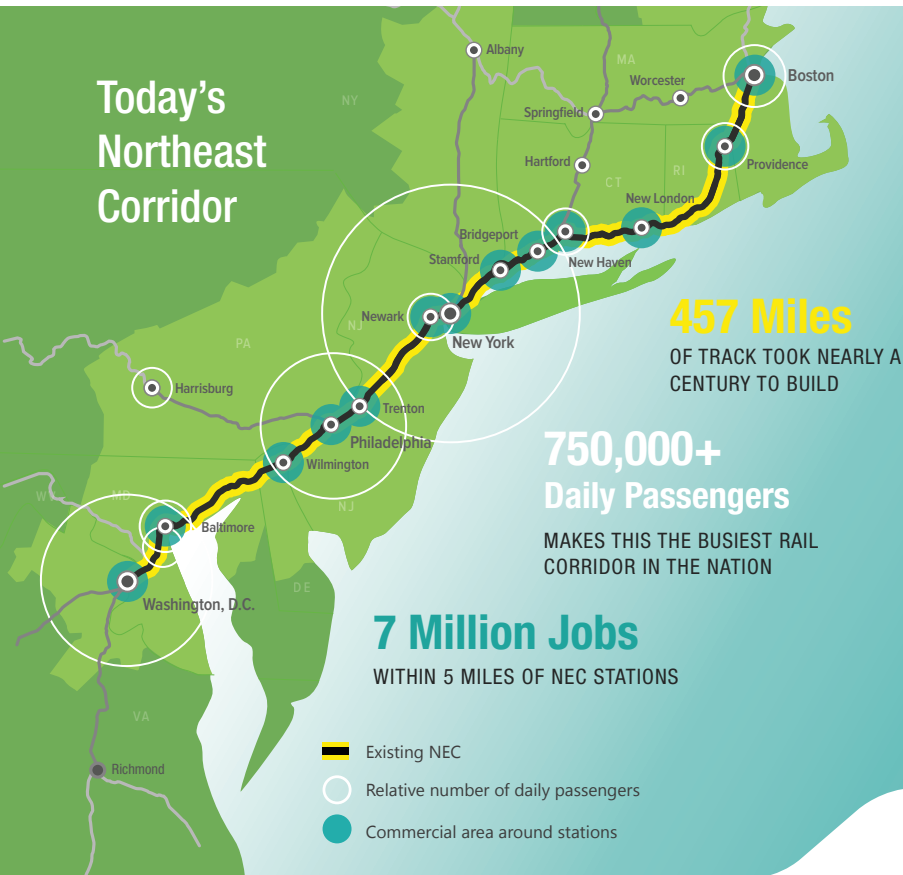 Today's
Northeast
Corridor
Albany
MA
Worcester
Boston
NY
Springfield
Hartford
Providence
RI
CT
New London
Bridgeport
New Haven
Stamford
Newark
NJ
New York
PA
Harrisburg
Trenton
Philadelphia
Wilmington
WV
MD
NJ
Baltimore
DE
Washington, D.C.
VA
Richmond
457 Miles
OF TRACK TOOK NEARLY A
CENTURY TO BUILD
750,000+
Daily Passengers
MAKES THIS THE BUSIEST RAIL
CORRIDOR IN THE NATION
7 Million Jobs
WITHIN 5 MILES OF NEC STATIONS
Existing NEC
Relative number of daily passengers
Commercial area around stations